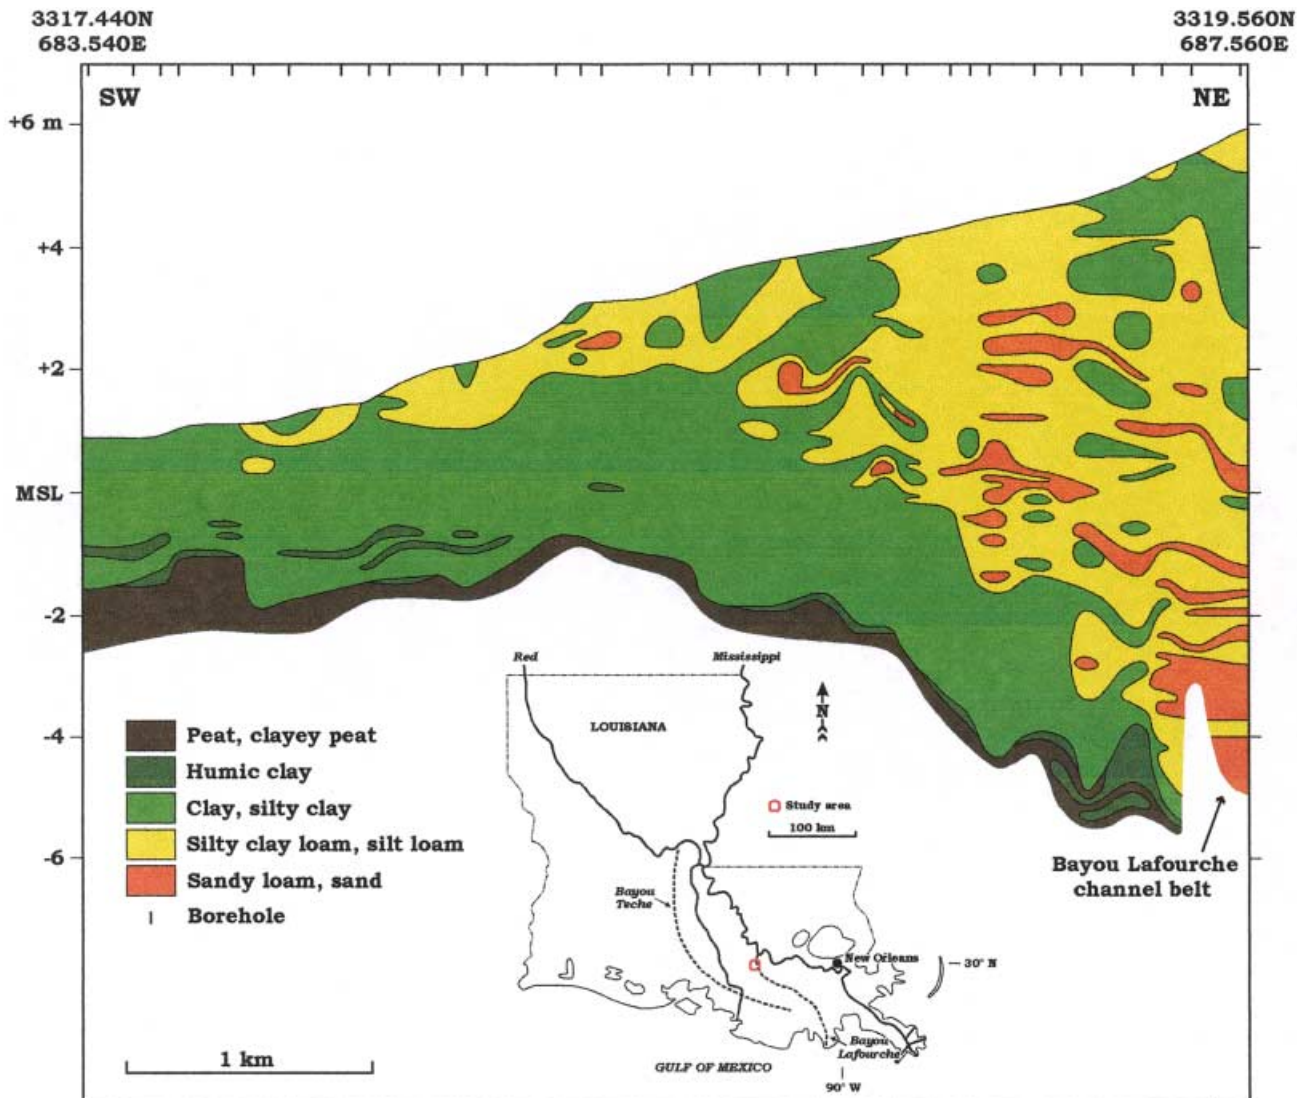 3317.440N
683.540E
3319.560N
687.560E
SW
NE
+6 m
+4
+2
MSL
-2
-4
-6
Peat, clayey peat
Humic clay
Clay, silty clay
Silty clay loam, silt loam
Sandy loam, sand
Borehole
1 km
Red
Mississippi
LOUISIANA
N
Study area
100 km
Bayou
Teche
New Orleans
30° N
Bayou
Lafourche
GULF OF MEXICO
90° W
Bayou Lafourche
channel belt